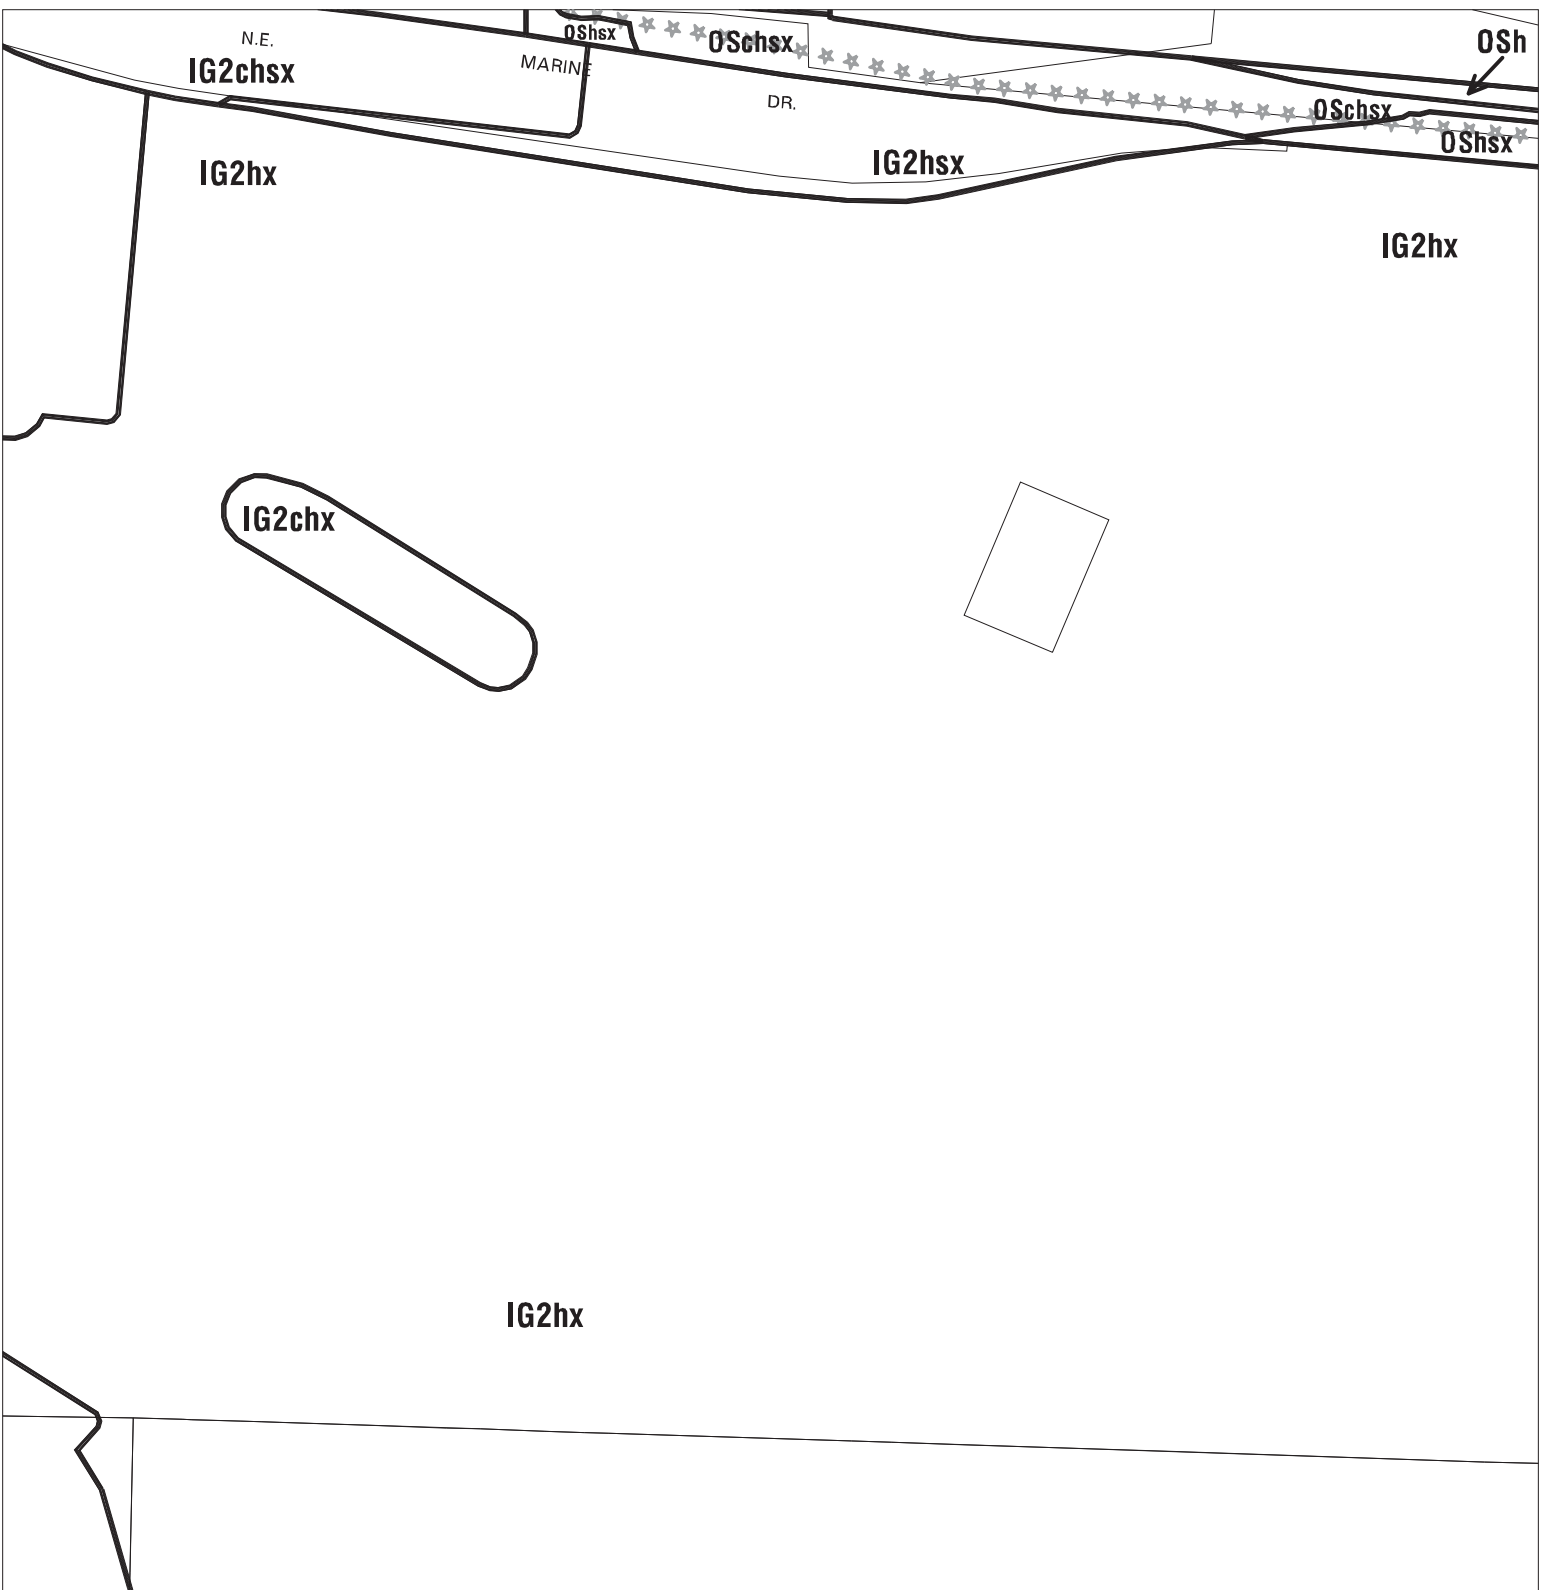 OShsx
N.E.
OSchsx
OSh
MARINE
IG2chsx
DR.
OSchsx
OShsx
IG2hsx
IG2hx
IG2hx
IG2chx
IG2hx